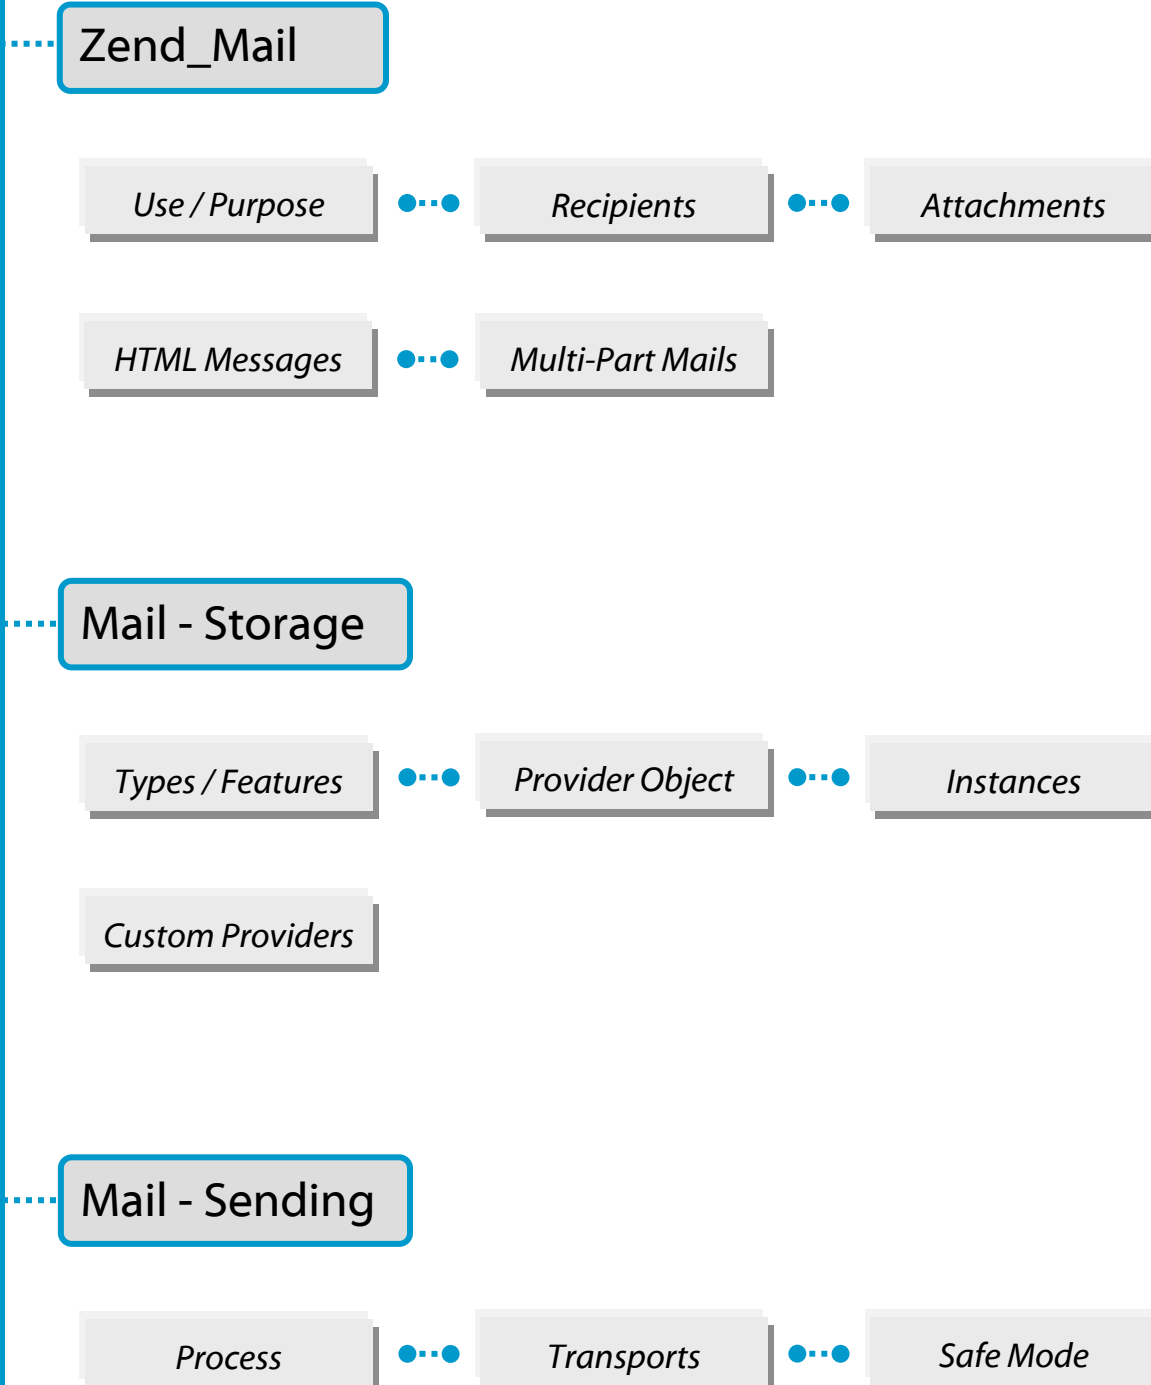 Zend_Mail
Use / Purpose
Recipients
Attachments
HTML Messages
Multi-Part Mails
Mail - Storage
Types / Features
Provider Object
Instances
Custom Providers
Mail - Sending
Process
Transports
Safe Mode